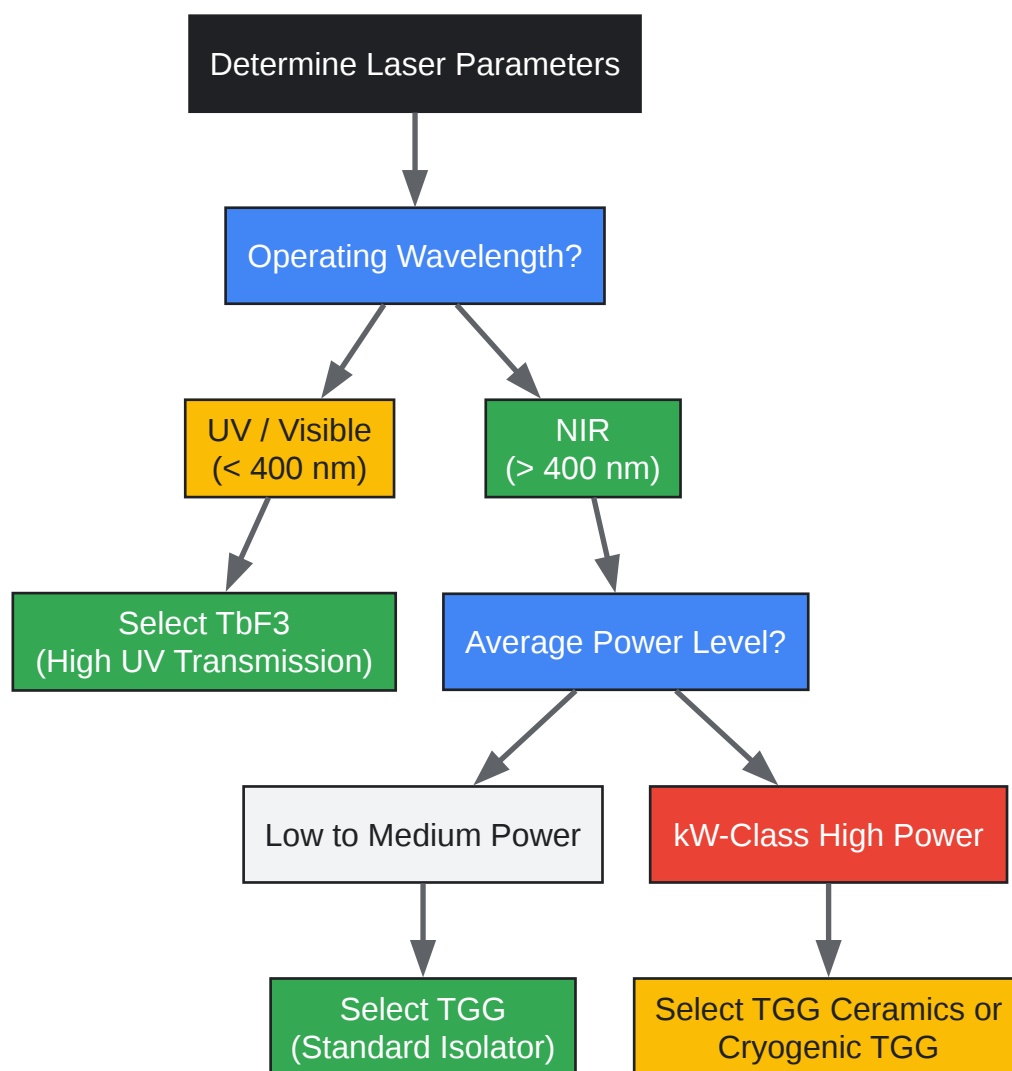 Determine Laser Parameters
Operating Wavelength?
UV / Visible
(< 400 nm)
NIR
(> 400 nm)
Select TbF3
(High UV Transmission)
Average Power Level?
Low to Medium Power
kW-Class High Power
Select TGG
(Standard Isolator)
Select TGG Ceramics or
Cryogenic TGG